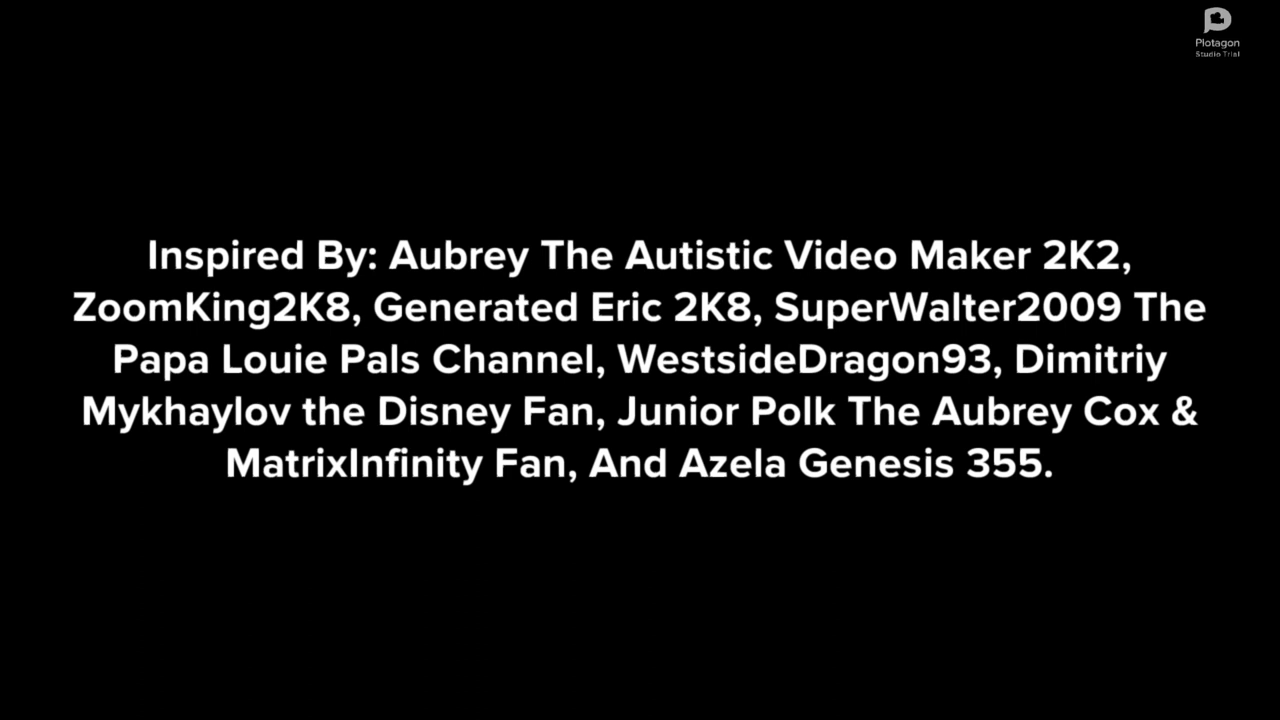 Plotagon
Studio Trial
Inspired By: Aubrey The Autistic Video Maker 2K2,
ZoomKing2K8, Generated Eric 2K8, SuperWalter2009 The
Papa Louie Pals Channel, WestsideDragon93, Dimitriy
Mykhaylov the Disney Fan, Junior Polk The Aubrey Cox &
MatrixInfinity Fan, And Azela Genesis 355.